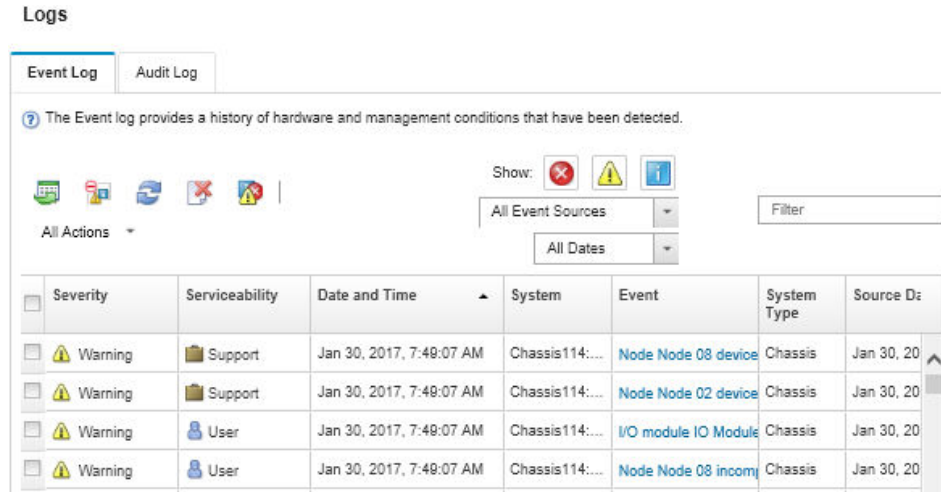 Logs
Event Log
Audit Log
The Event log provides a history of hardware and management conditions that have been detected.
Show:
All Event Sources
Filter
All Actions
All Dates
Severity Serviceability Date and Time System Event System Type Source Da
Warning Support Jan 30, 2017, 7:49:07 AM Chassis114:... Node Node 08 device Chassis Jan 30, 20
Warning Support Jan 30, 2017, 7:49:07 AM Chassis114:... Node Node 02 device Chassis Jan 30, 20
Warning User Jan 30, 2017, 7:49:07 AM Chassis114:... I/O module IO Module Chassis Jan 30, 20
Warning User Jan 30, 2017, 7:49:07 AM Chassis114:... Node Node 08 incom Chassis Jan 30, 20